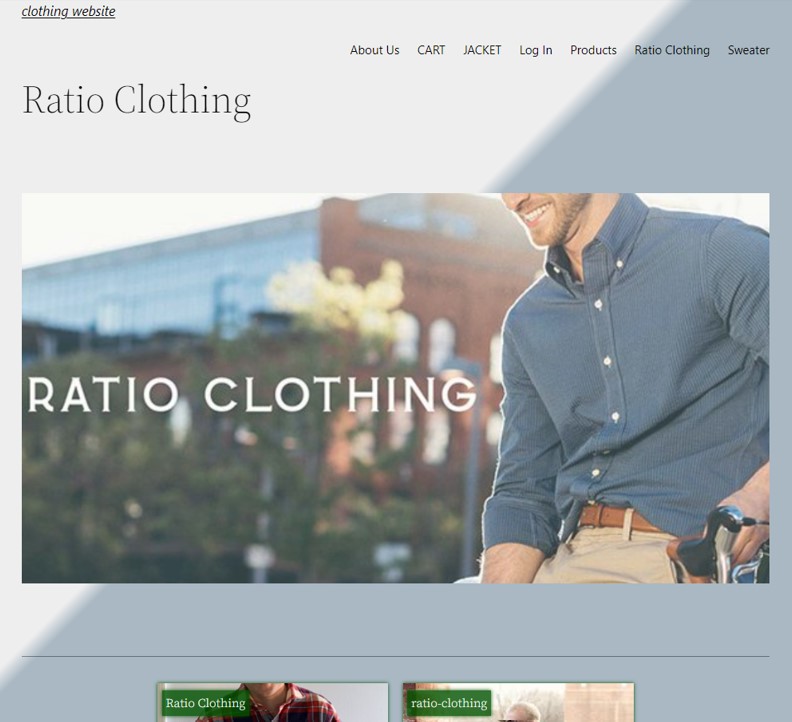 clothing website
About Us CART JACKET Log In Products Ratio Clothing Sweater
Ratio Clothing
RATIO CLOTHING
Ratio Clothing ratio-clothing